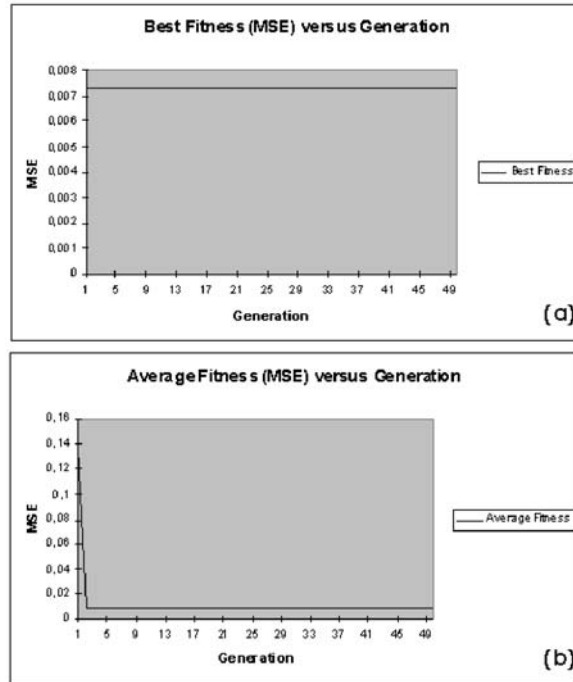 Best Fitness (MSE) versus Generation
0,008
0,007
0,006
0,005
0,004
0,003
0,002
0,001
0
MSE
1 5 9 13 17 21 25 29 33 37 41 45 49
Generation
Best Fitness
(a)
Average Fitness (MSE) versus Generation
0,16
0,14
0,12
0,1
0,08
0,06
0,04
0,02
0
MSE
1 5 9 13 17 21 25 29 33 37 41 45 49
Generation
Average Fitness
(b)